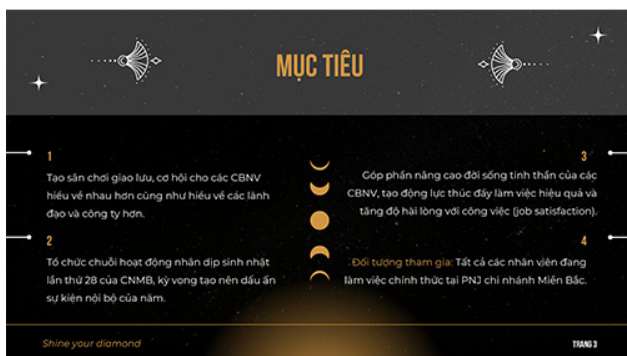 MỤC TIÊU
1
Tạo sân chơi giao lưu, cơ hội cho các CBNV
hiểu về nhau hơn cũng như hiểu về các lãnh
đạo và công ty hơn.
2
Tổ chức chuỗi hoạt động nhân dịp sinh nhật
lần thứ 28 của CNMB, kỳ vọng tạo nên dấu ấn
sự kiện nội bộ của năm.
3
Góp phần nâng cao đời sống tinh thần của các
CBNV, tạo động lực thúc đẩy làm việc hiệu quả và
tăng độ hài lòng với công việc (job satisfaction).
4
Đối tượng tham gia: Tất cả các nhân viên đang
làm việc chính thức tại PNJ chi nhánh Miền Bắc.
Shine your diamond
TRANG 3